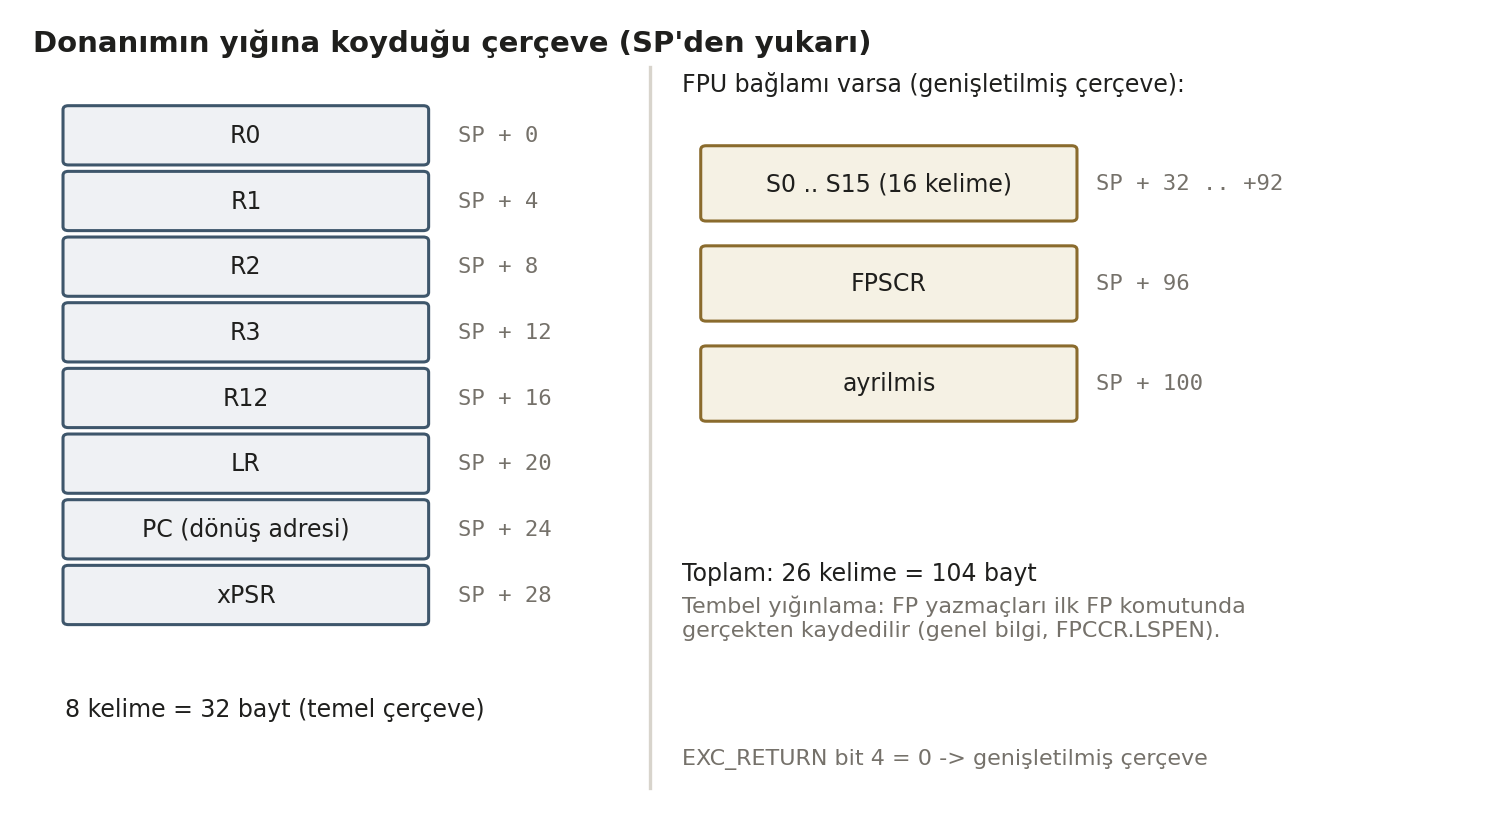 Donanımın yığına koyduğu çerçeve (SP'den yukarı)
R0 SP + 0
R1 SP + 4
R2 SP + 8
R3 SP + 12
R12 SP + 16
LR SP + 20
PC (dönüş adresi) SP + 24
xPSR SP + 28
8 kelime = 32 bayt (temel çerçeve)
FPU bağlamı varsa (genişletilmiş çerçeve):
S0 .. S15 (16 kelime) SP + 32 .. +92
FPSCR SP + 96
ayrilmis SP + 100
Toplam: 26 kelime = 104 bayt
Tembel yığınlama: FP yazmaçları ilk FP komutunda
gerçekten kaydedilir (genel bilgi, FPCCR.LSPEN).
EXC_RETURN bit 4 = 0 -> genişletilmiş çerçeve